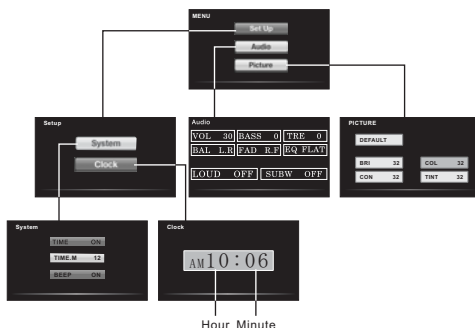 MENU
Set Up
Audio
Picture
Setup
System
Clock
Audio
VOL 30 BASS 0 TRE 0
BAL L.R FAD R.F EQ FLAT
LOUD OFF SUBW OFF
PICTURE
DEFAULT
BRI 32 COL 32
CON 32 TINT 32
System
TIME ON
TIME.M 12
BEEP ON
Clock
AM10:06
Hour Minute